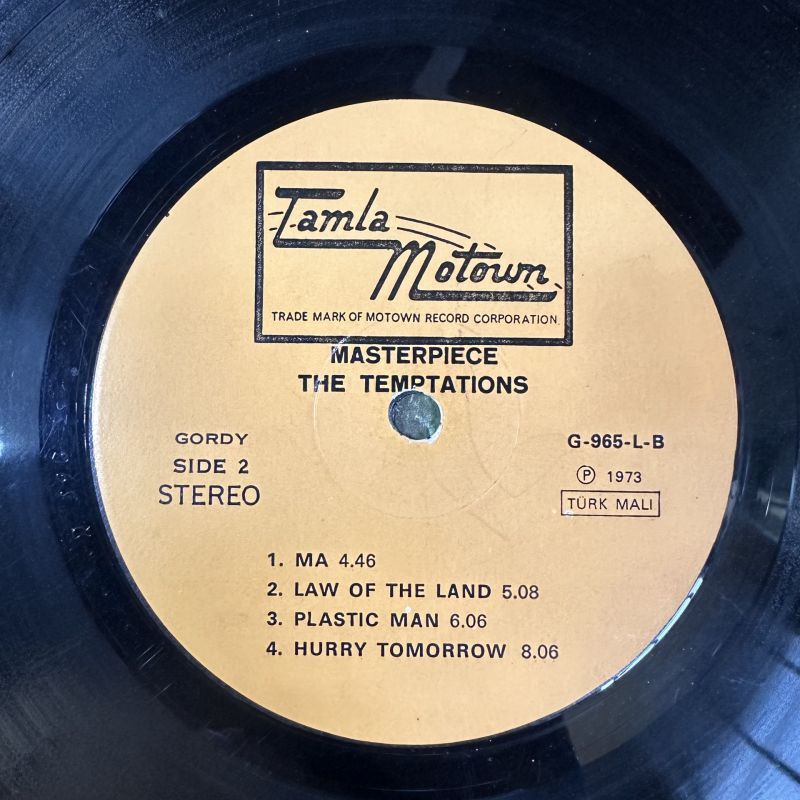 Tamla
Motown
TRADE MARK OF MOTOWN RECORD CORPORATION
MASTERPIECE
THE TEMPTATIONS
GORDY
SIDE 2
STEREO
G-965-L-B
Ⓟ 1973
TÜRK MALI
1. MA 4.46
2. LAW OF THE LAND 5.08
3. PLASTIC MAN 6.06
4. HURRY TOMORROW 8.06